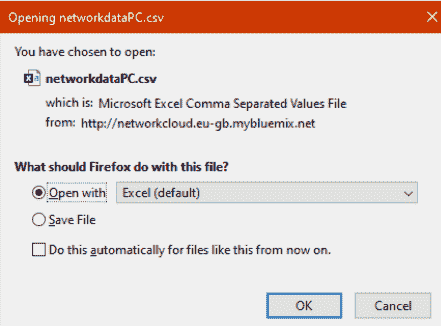 Opening networkdataPC.csv
You have chosen to open:
networkdataPC.csv
which is: Microsoft Excel Comma Separated Values File
from: http://networkcloud.eu-gb.mybluemix.net
What should Firefox do with this file?
Open with Excel (default)
Save File
Do this automatically for files like this from now on.
OK Cancel